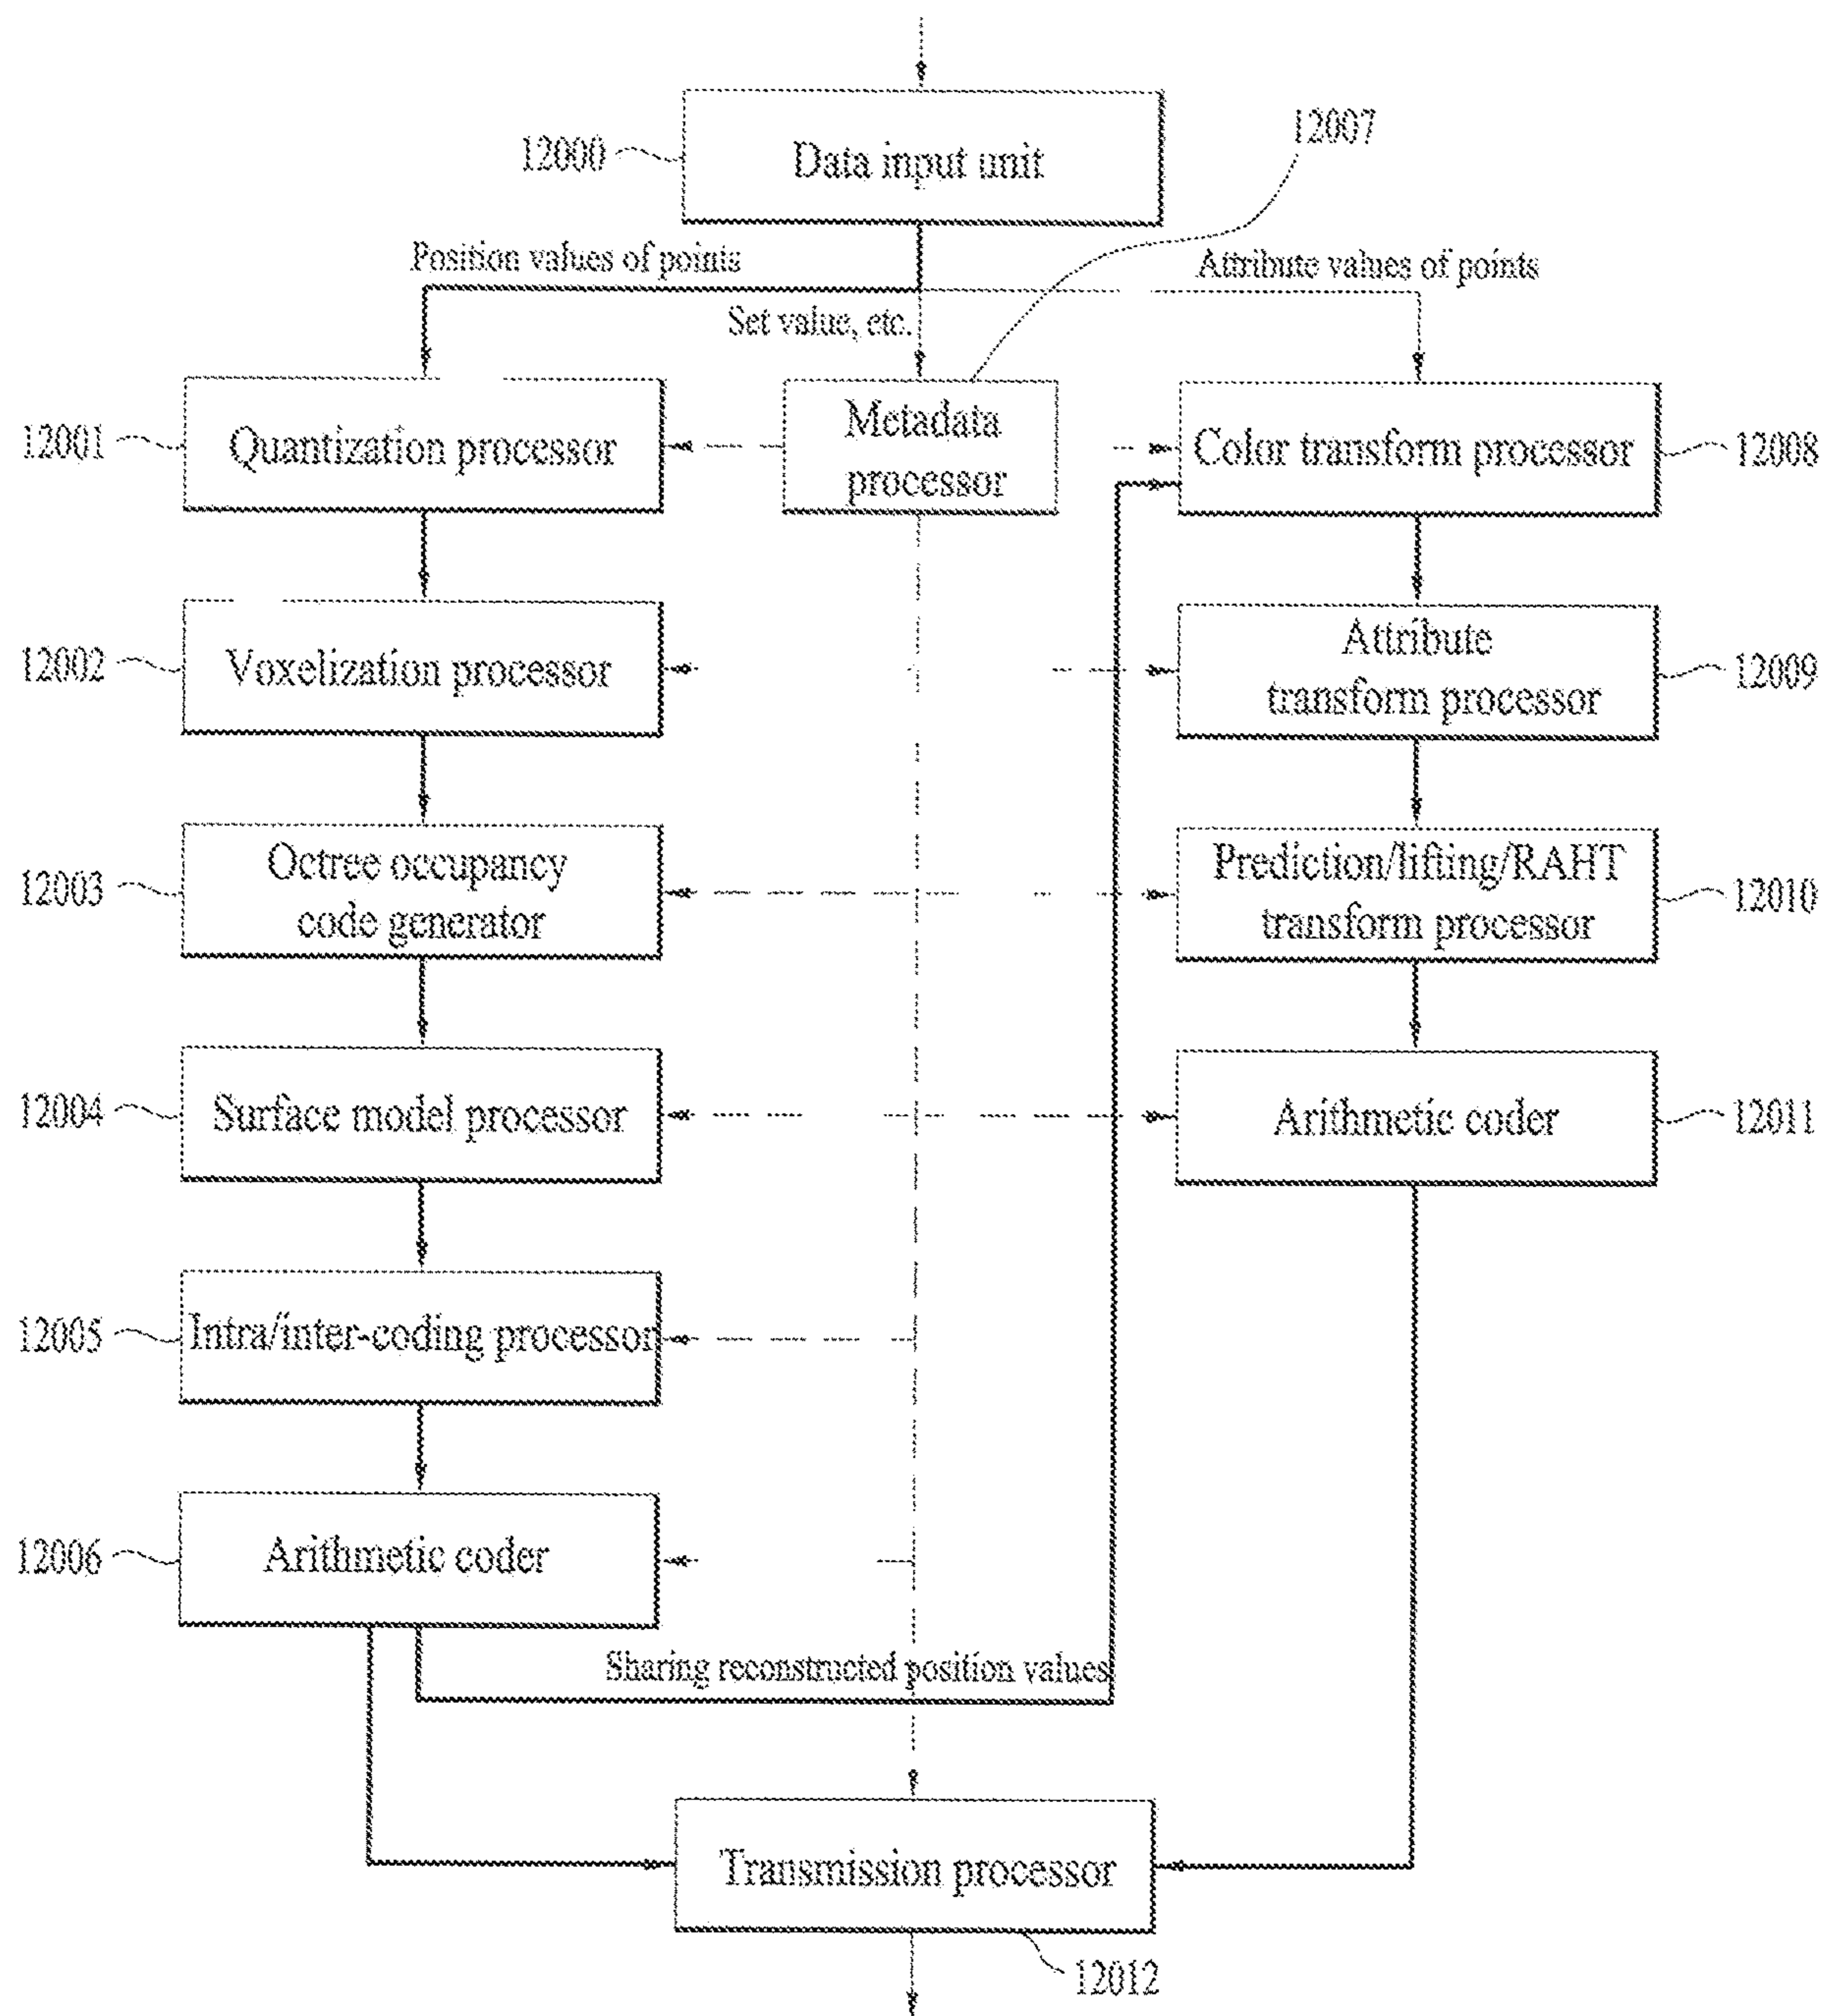 12000
Data input unit
12007
Position values of points
Attribute values of points
Set value, etc.
12001
Quantization processor
Metadada
processor
Color transform processor
12008
12002
Voxelization processor
Attribute
transform processor
12009
12003
Octree occupancy
code generator
Prediction/lifting/RAHT
transform processor
12010
12004
Surface model processor
Arithmetic coder
12011
12005
Intra/inter-coding processor
12006
Arithmetic coder
Sharing reconstructed position values
Transmission processor
12012